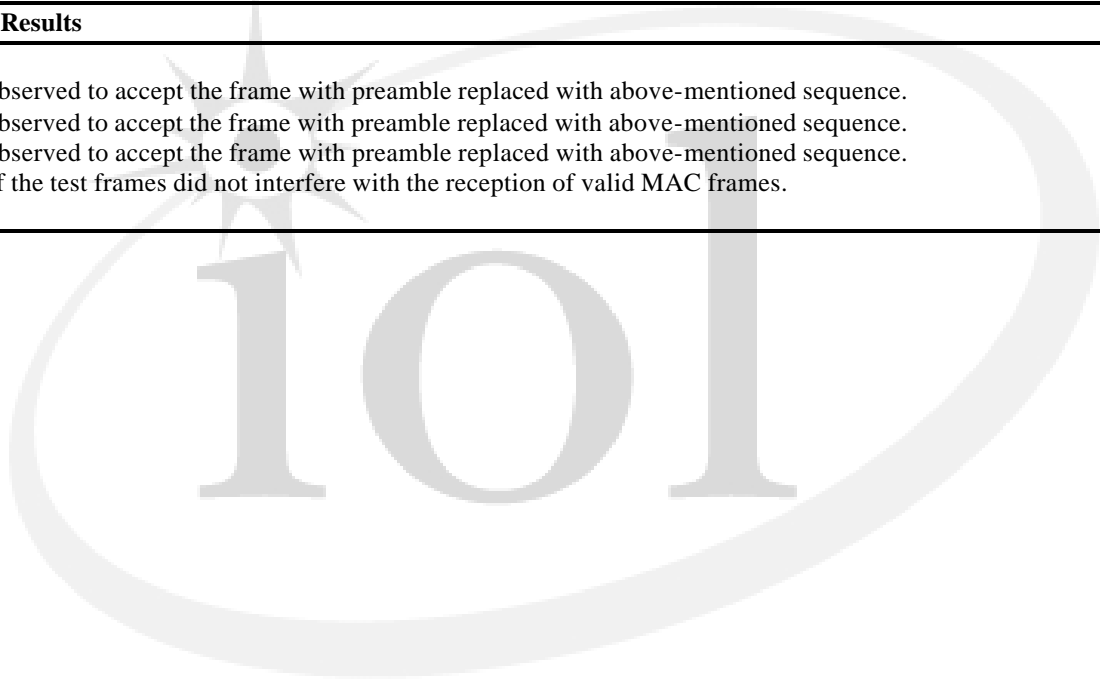 Results
bserved to accept the frame with preamble replaced with above-mentioned sequence.
bserved to accept the frame with preamble replaced with above-mentioned sequence.
bserved to accept the frame with preamble replaced with above-mentioned sequence.
f the test frames did not interfere with the reception of valid MAC frames.
iol